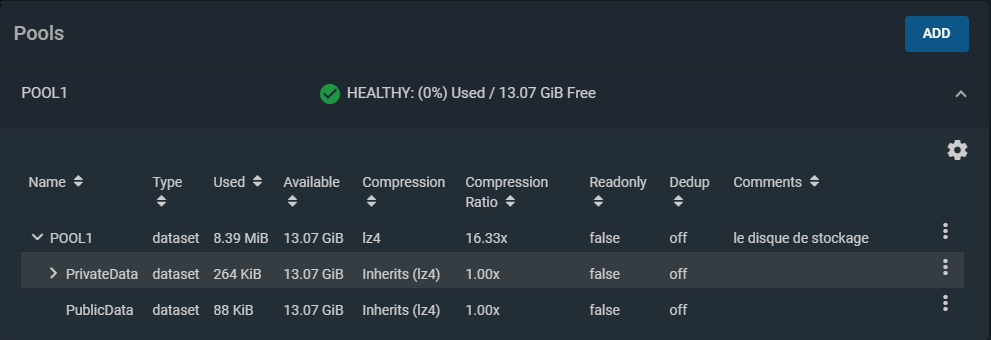 Pools
ADD
POOL1 HEALTHY: (0%) Used / 13.07 GiB Free
Name Type Used Available Compression Compression Ratio Readonly Dedup Comments
POOL1 dataset 8.39 MiB 13.07 GiB lz4 16.33x false off le disque de stockage
PrivateData dataset 264 KiB 13.07 GiB Inherits (lz4) 1.00x false off
PublicData dataset 88 KiB 13.07 GiB Inherits (lz4) 1.00x false off